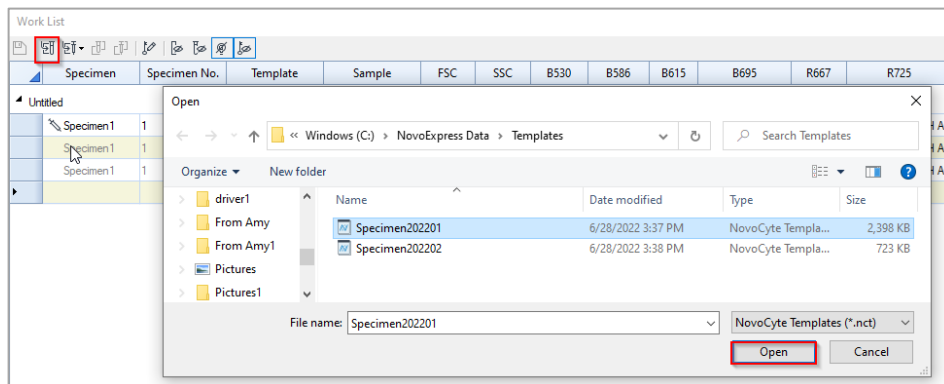 Work List
Specimen Specimen No. Template Sample FSC SSC B530 B586 B615 B695 R667 R725
Untitled
Specimen1 1
Specimen1 1
Specimen1 1
Open
« Windows (C:) › NovoExpress Data › Templates
Search Templates
Organize New folder
driver1
From Amy
From Amy1
Pictures
Pictures1
Name Date modified Type Size
Specimen202201 6/28/2022 3:37 PM NovoCyte Templa... 2,398 KB
Specimen202202 6/28/2022 3:38 PM NovoCyte Templa... 723 KB
File name: Specimen202201 NovoCyte Templates (*.nct)
Open Cancel